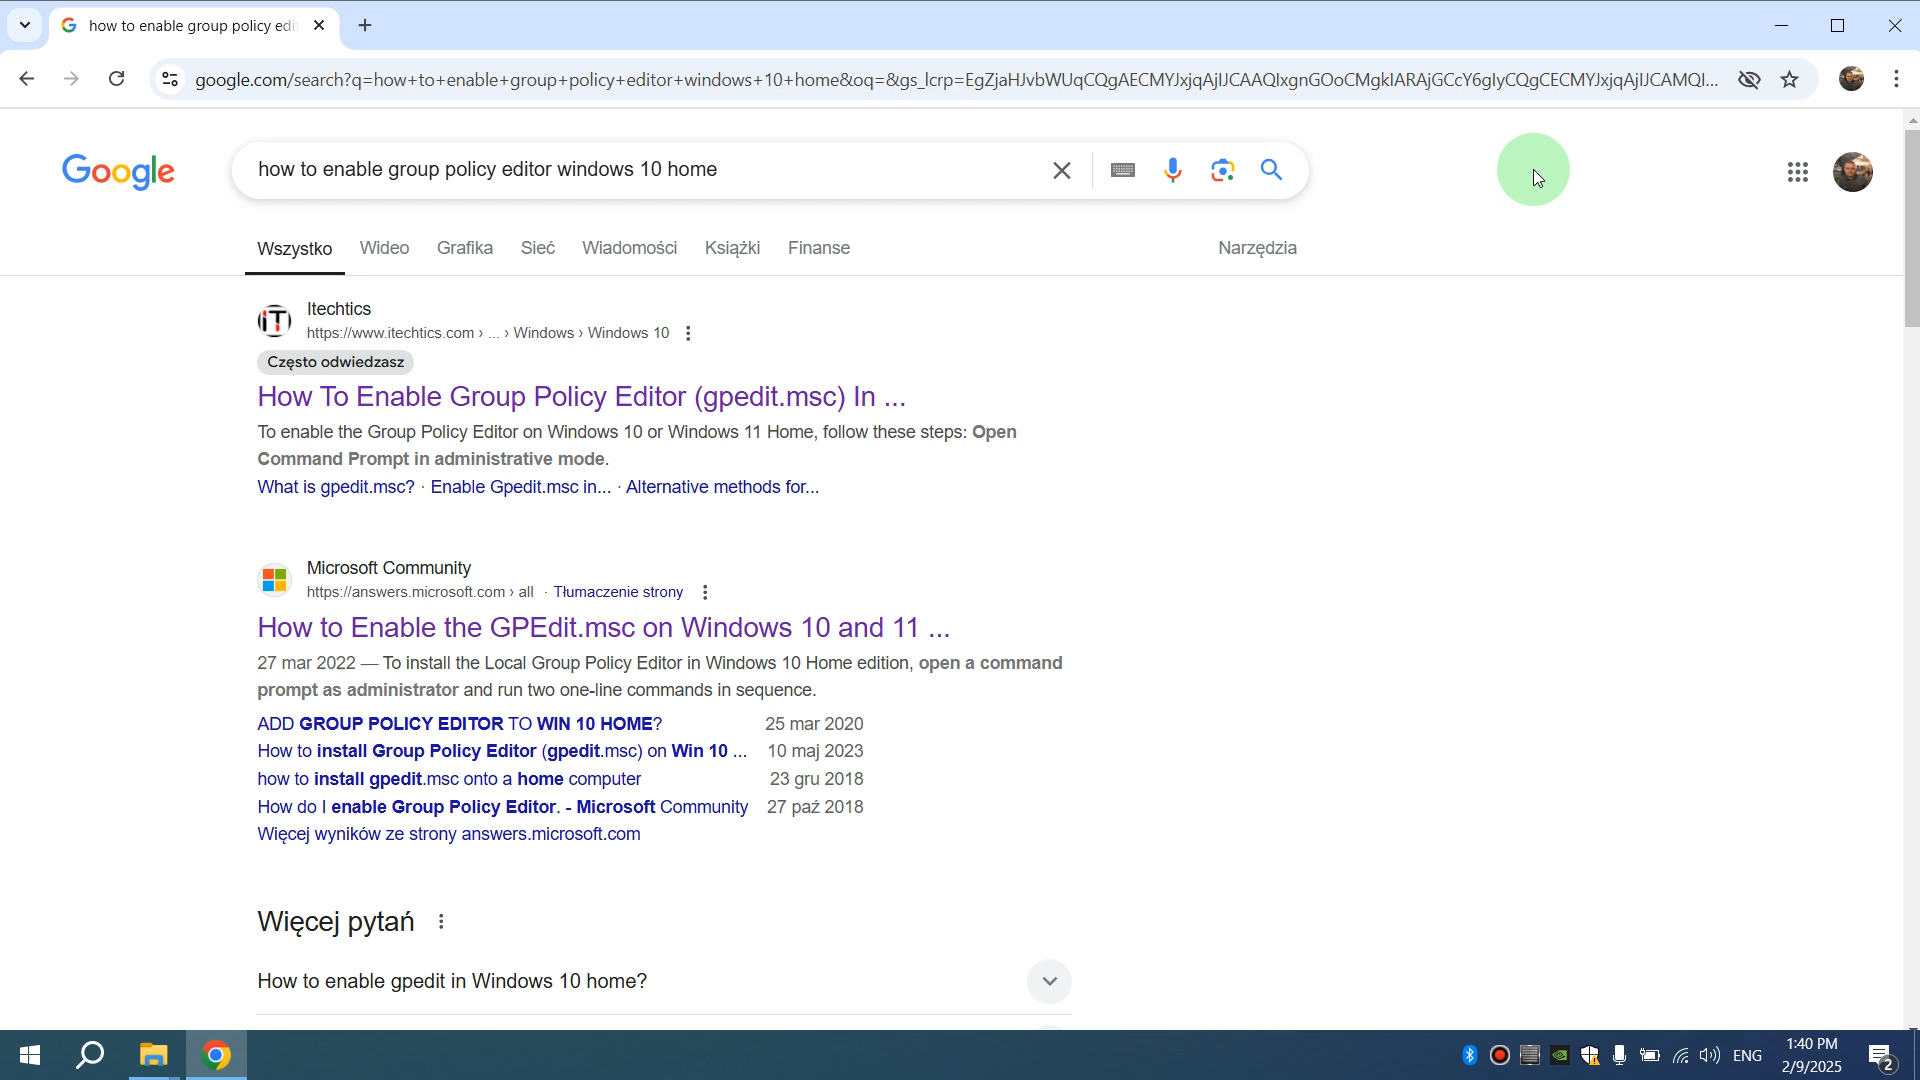 how to enable group policy edi
google.com/search?q=how+to+enable+group+policy+editor+windows+10+home&oq=&gs_lcrp=EgZjaHJvbWUqCQgAECMYJxjqAjIJCAAQIxgnGOoCMgkIARAjGCcY6gIyCQgCECMYJxjqAjIJCAMQI...
Google
how to enable group policy editor windows 10 home
Wszystko Wideo Grafika Sieć Wiadomości Książki Finanse Narzędzia
iT Itechtics
https://www.itechtics.com › ... › Windows › Windows 10
Często odwiedzasz
How To Enable Group Policy Editor (gpedit.msc) In ...
To enable the Group Policy Editor on Windows 10 or Windows 11 Home, follow these steps: Open
Command Prompt in administrative mode.
What is gpedit.msc? · Enable Gpedit.msc in... · Alternative methods for...
Microsoft Community
https://answers.microsoft.com › all · Tłumaczenie strony
How to Enable the GPEdit.msc on Windows 10 and 11 ...
27 mar 2022 — To install the Local Group Policy Editor in Windows 10 Home edition, open a command
prompt as administrator and run two one-line commands in sequence.
ADD GROUP POLICY EDITOR TO WIN 10 HOME? 25 mar 2020
How to install Group Policy Editor (gpedit.msc) on Win 10 ... 10 maj 2023
how to install gpedit.msc onto a home computer 23 gru 2018
How do I enable Group Policy Editor. - Microsoft Community 27 paź 2018
Więcej wyników ze strony answers.microsoft.com
Więcej pytań
How to enable gpedit in Windows 10 home?
ENG
1:40 PM
2/9/2025
2